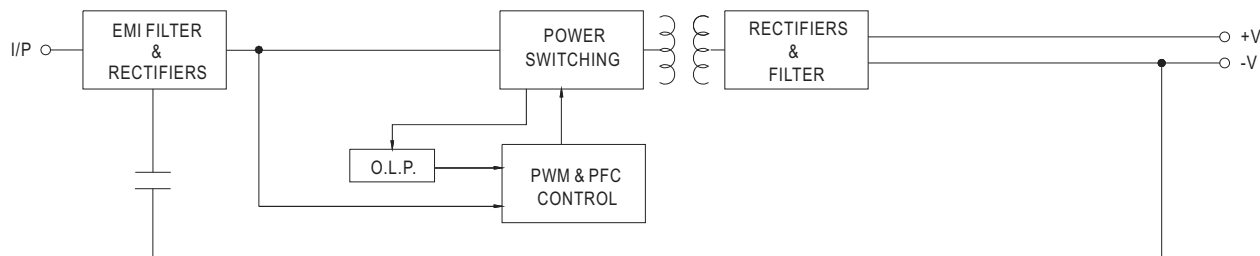 I/P
EMI FILTER
&
RECTIFIERS
POWER
SWITCHING
RECTIFIERS
&
FILTER
+V
-V
O.L.P.
PWM & PFC
CONTROL